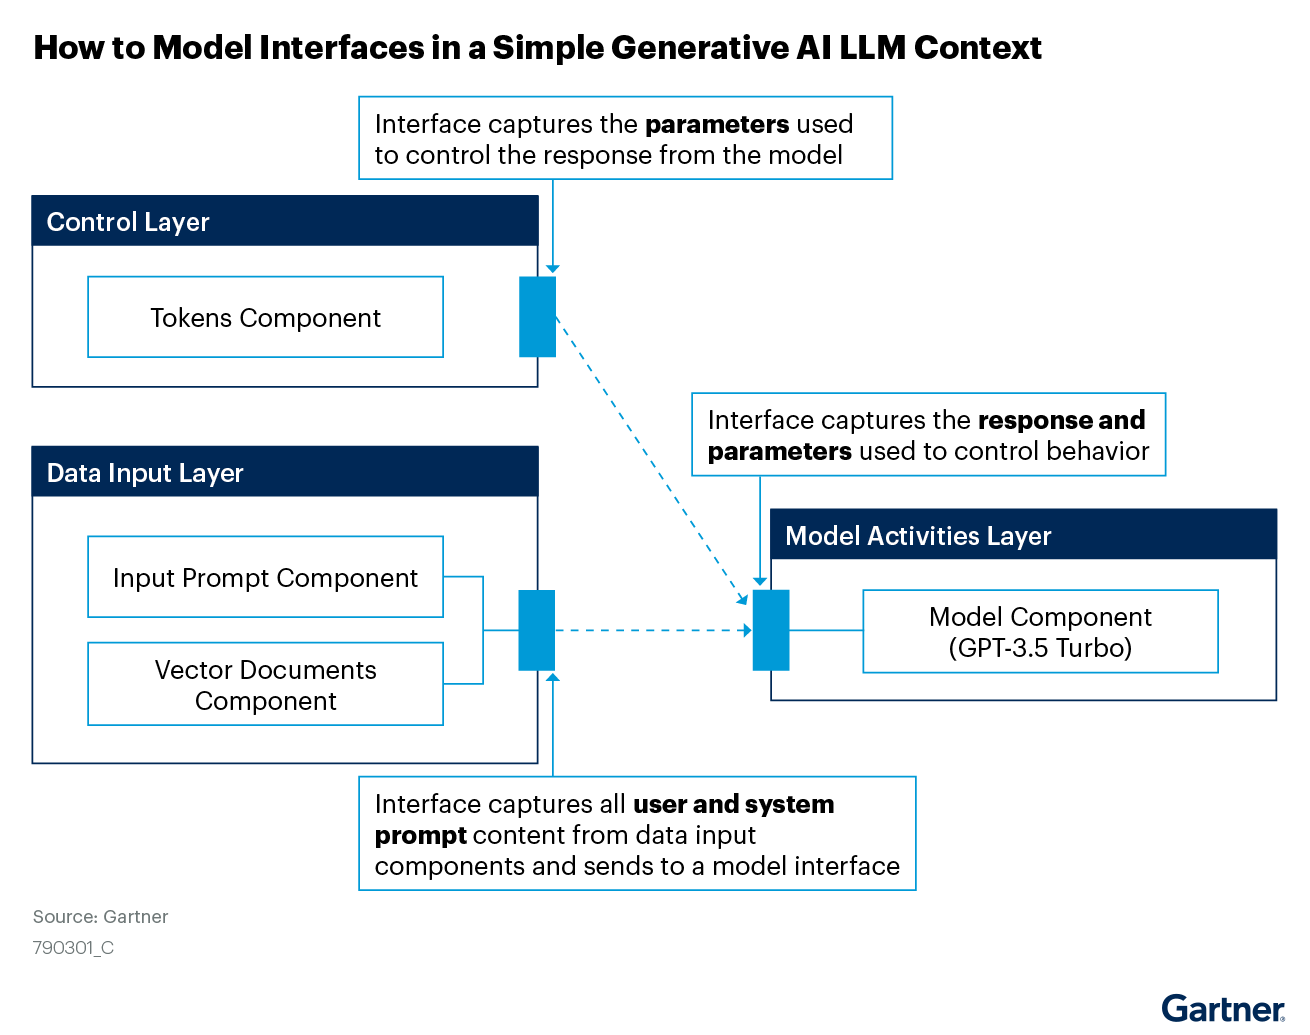 How to Model Interfaces in a Simple Generative AI LLM Context
Interface captures the parameters used
to control the response from the model
Control Layer
Tokens Component
Interface captures the response and
parameters used to control behavior
Data Input Layer
Input Prompt Component
Vector Documents
Component
Model Activities Layer
Model Component
(GPT-3.5 Turbo)
Interface captures all user and system
prompt content from data input
components and sends to a model interface
Source: Gartner
790301_C
Gartner®